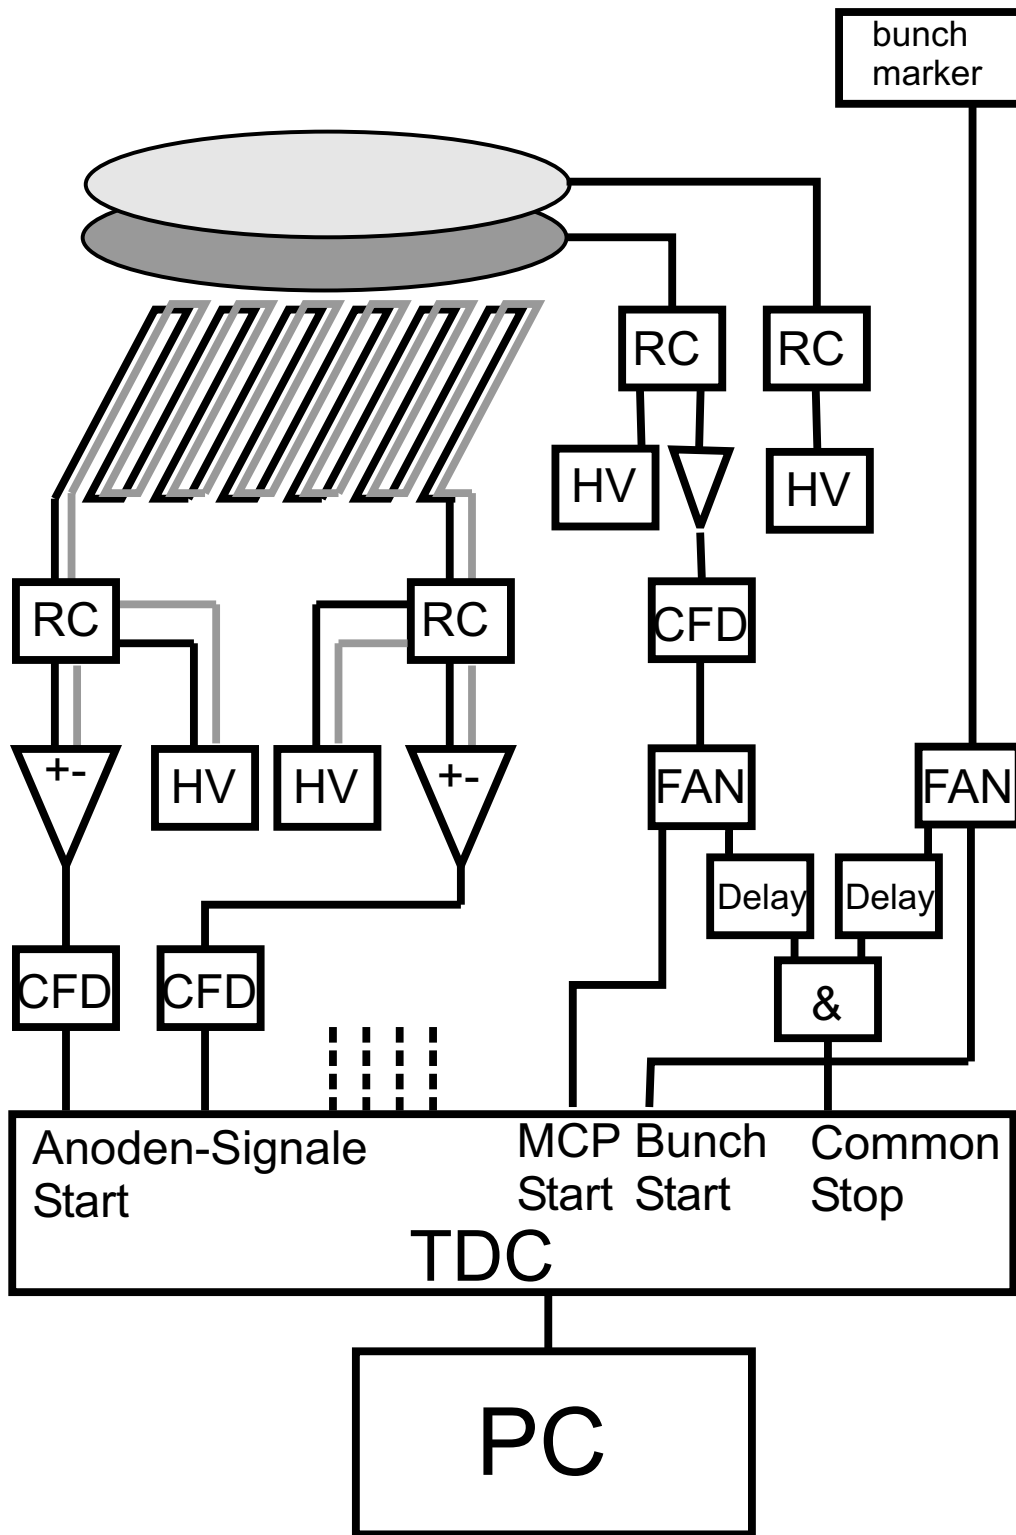 bunch
marker
RC
RC
HV
HV
RC
RC
CFD
+-
HV
HV
+-
FAN
FAN
Delay
Delay
CFD
CFD
&
Anoden-Signale
Start
MCP
Start
Bunch
Start
Common
Stop
TDC
PC